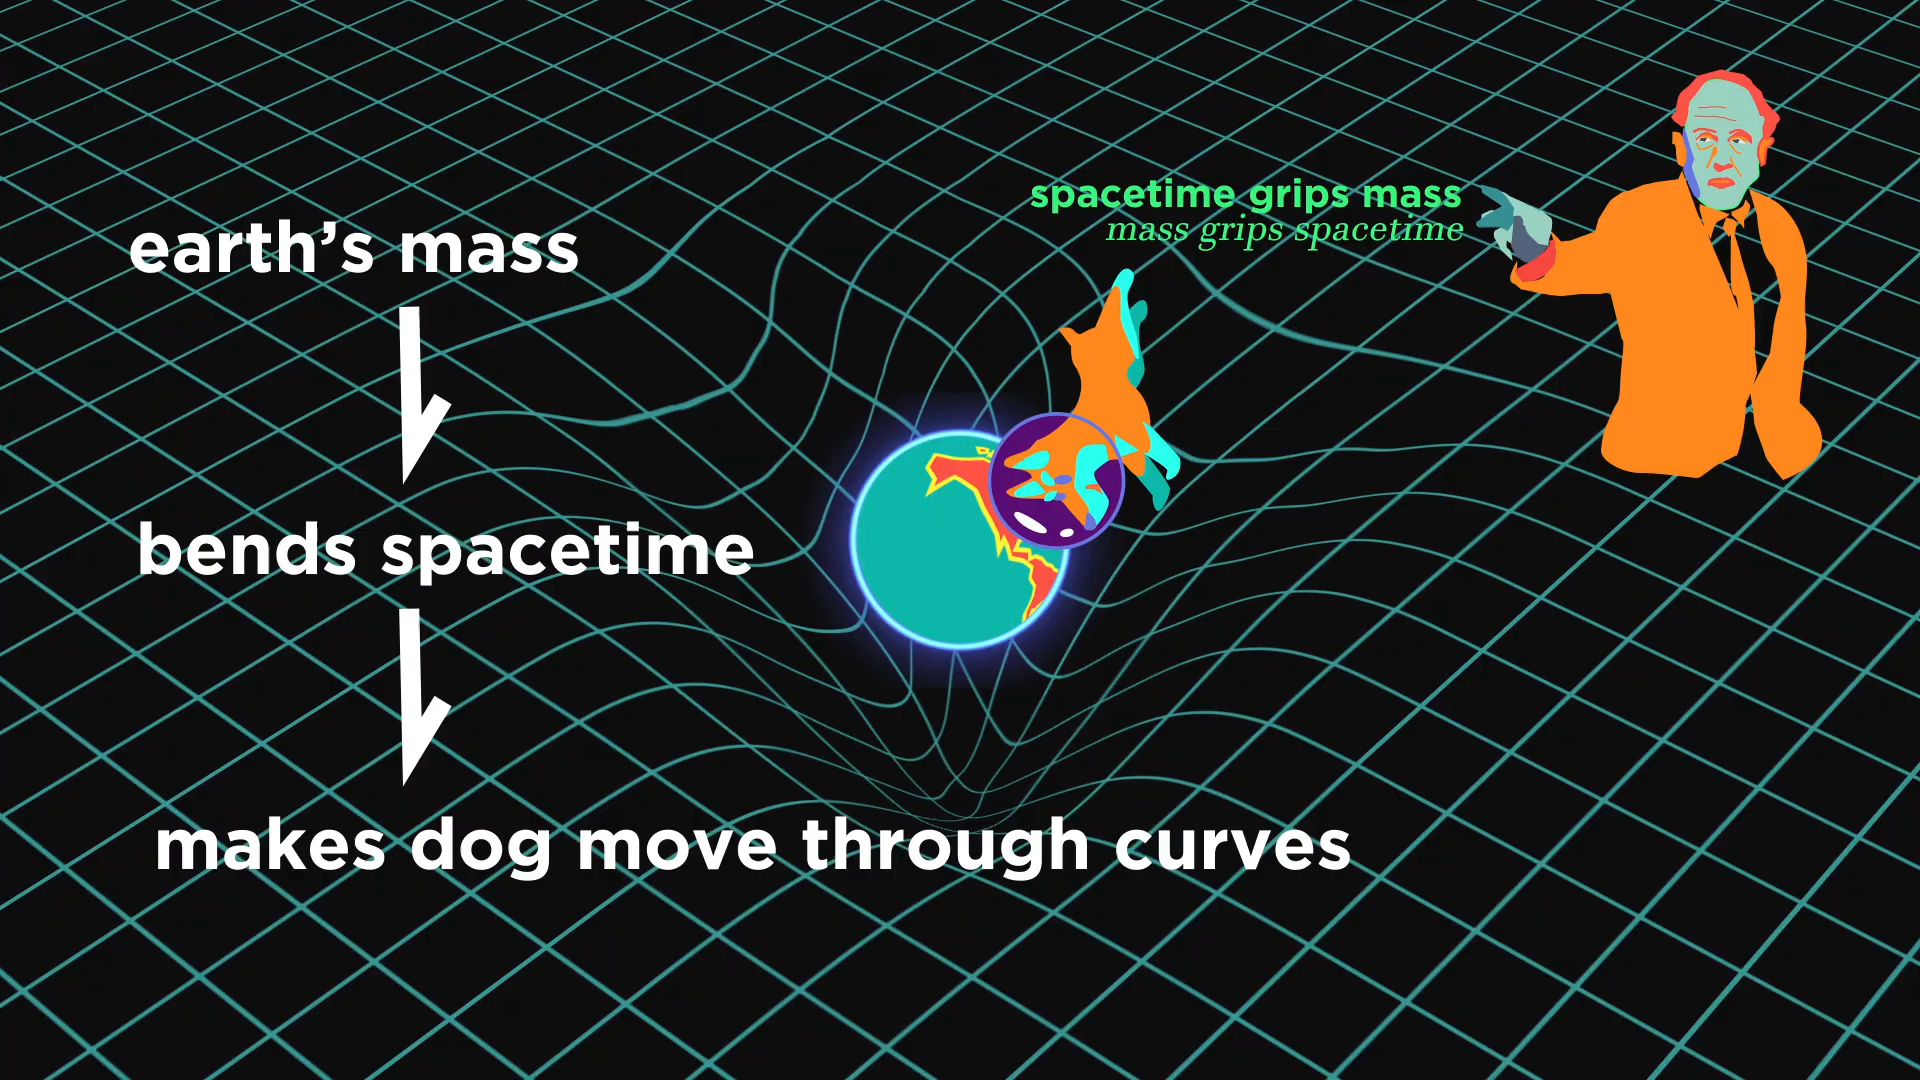 spacetime grips mass
mass grips spacetime
earth’s mass
bends spacetime
makes dog move through curves